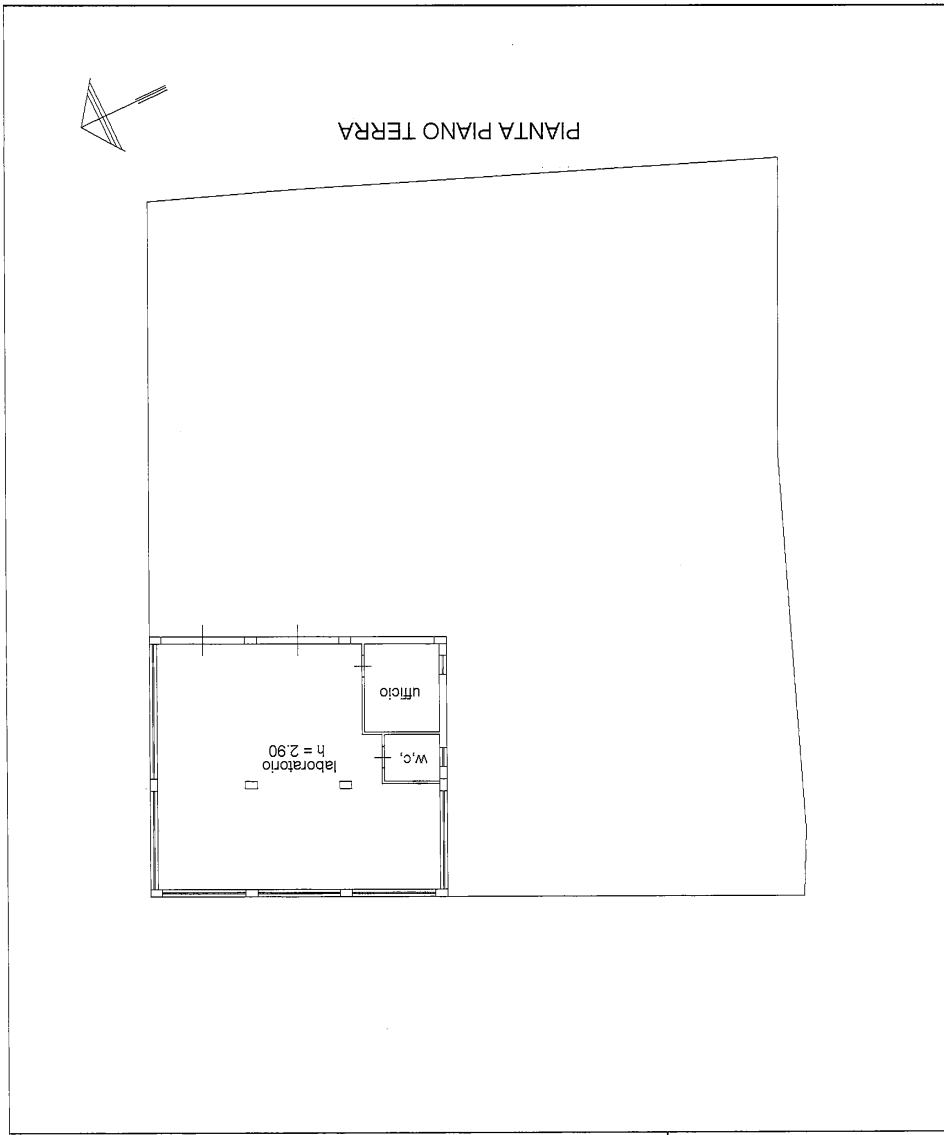 PIANTA PIANO TERRA
ufficio
w,c,
laboratorio
h = 2.90